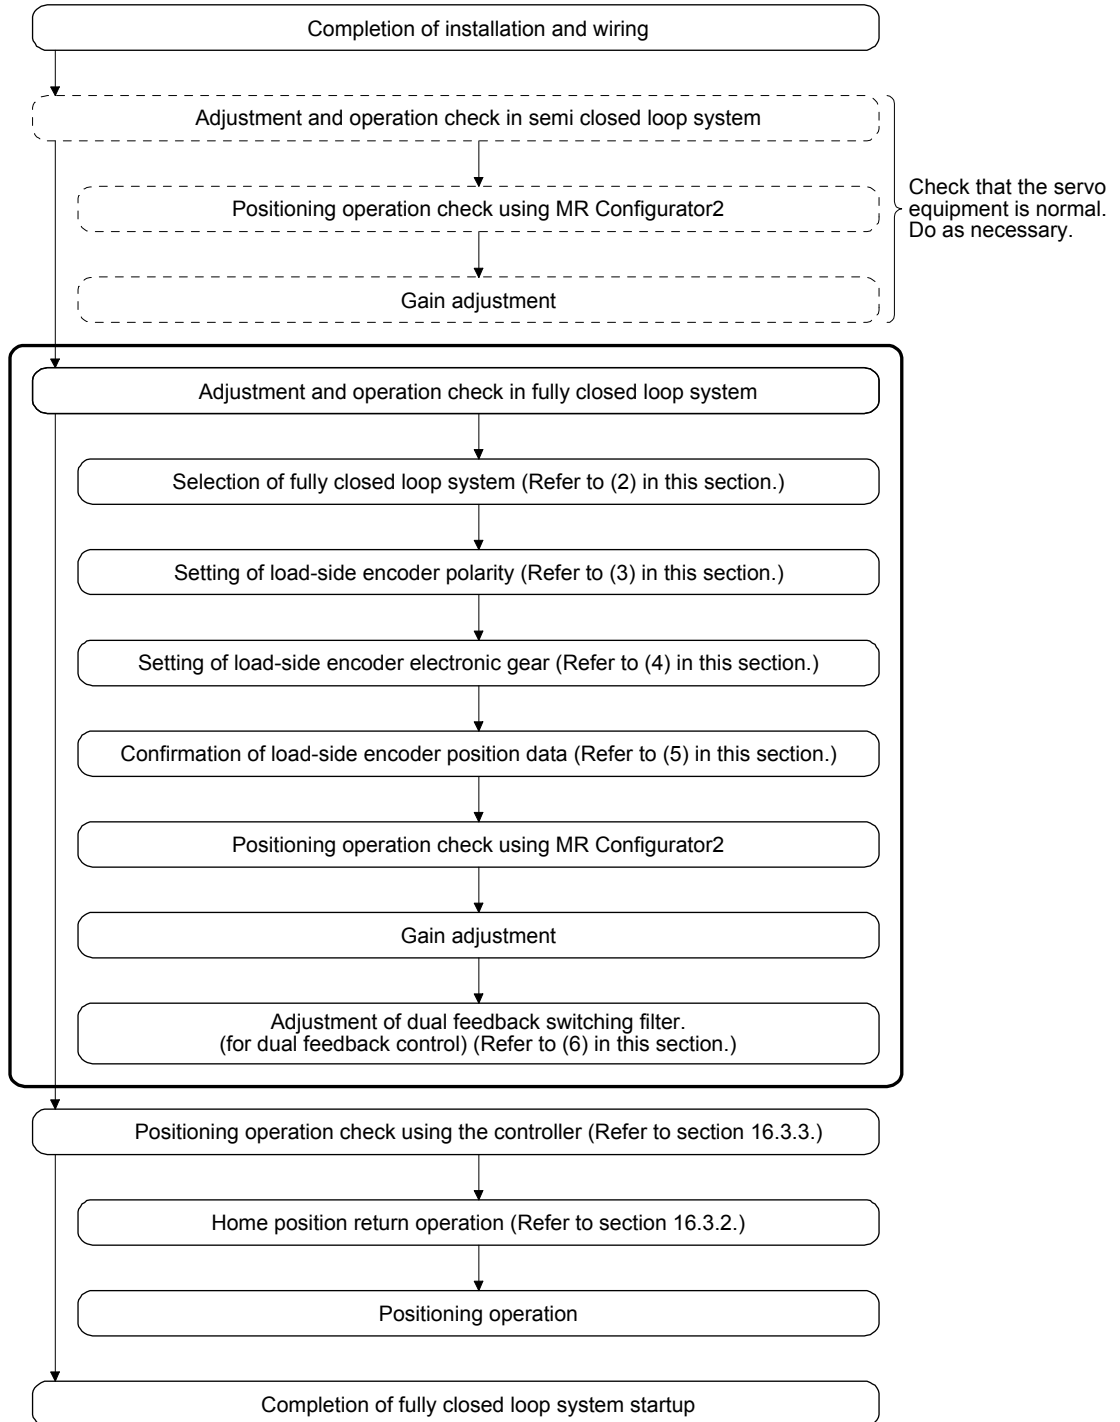 Completion of installation and wiring
Adjustment and operation check in semi closed loop system
Positioning operation check using MR Configurator2
Gain adjustment
Check that the servo
equipment is normal.
Do as necessary.
Adjustment and operation check in fully closed loop system
Selection of fully closed loop system (Refer to (2) in this section.)
Setting of load-side encoder polarity (Refer to (3) in this section.)
Setting of load-side encoder electronic gear (Refer to (4) in this section.)
Confirmation of load-side encoder position data (Refer to (5) in this section.)
Positioning operation check using MR Configurator2
Gain adjustment
Adjustment of dual feedback switching filter.
(for dual feedback control) (Refer to (6) in this section.)
Positioning operation check using the controller (Refer to section 16.3.3.)
Home position return operation (Refer to section 16.3.2.)
Positioning operation
Completion of fully closed loop system startup